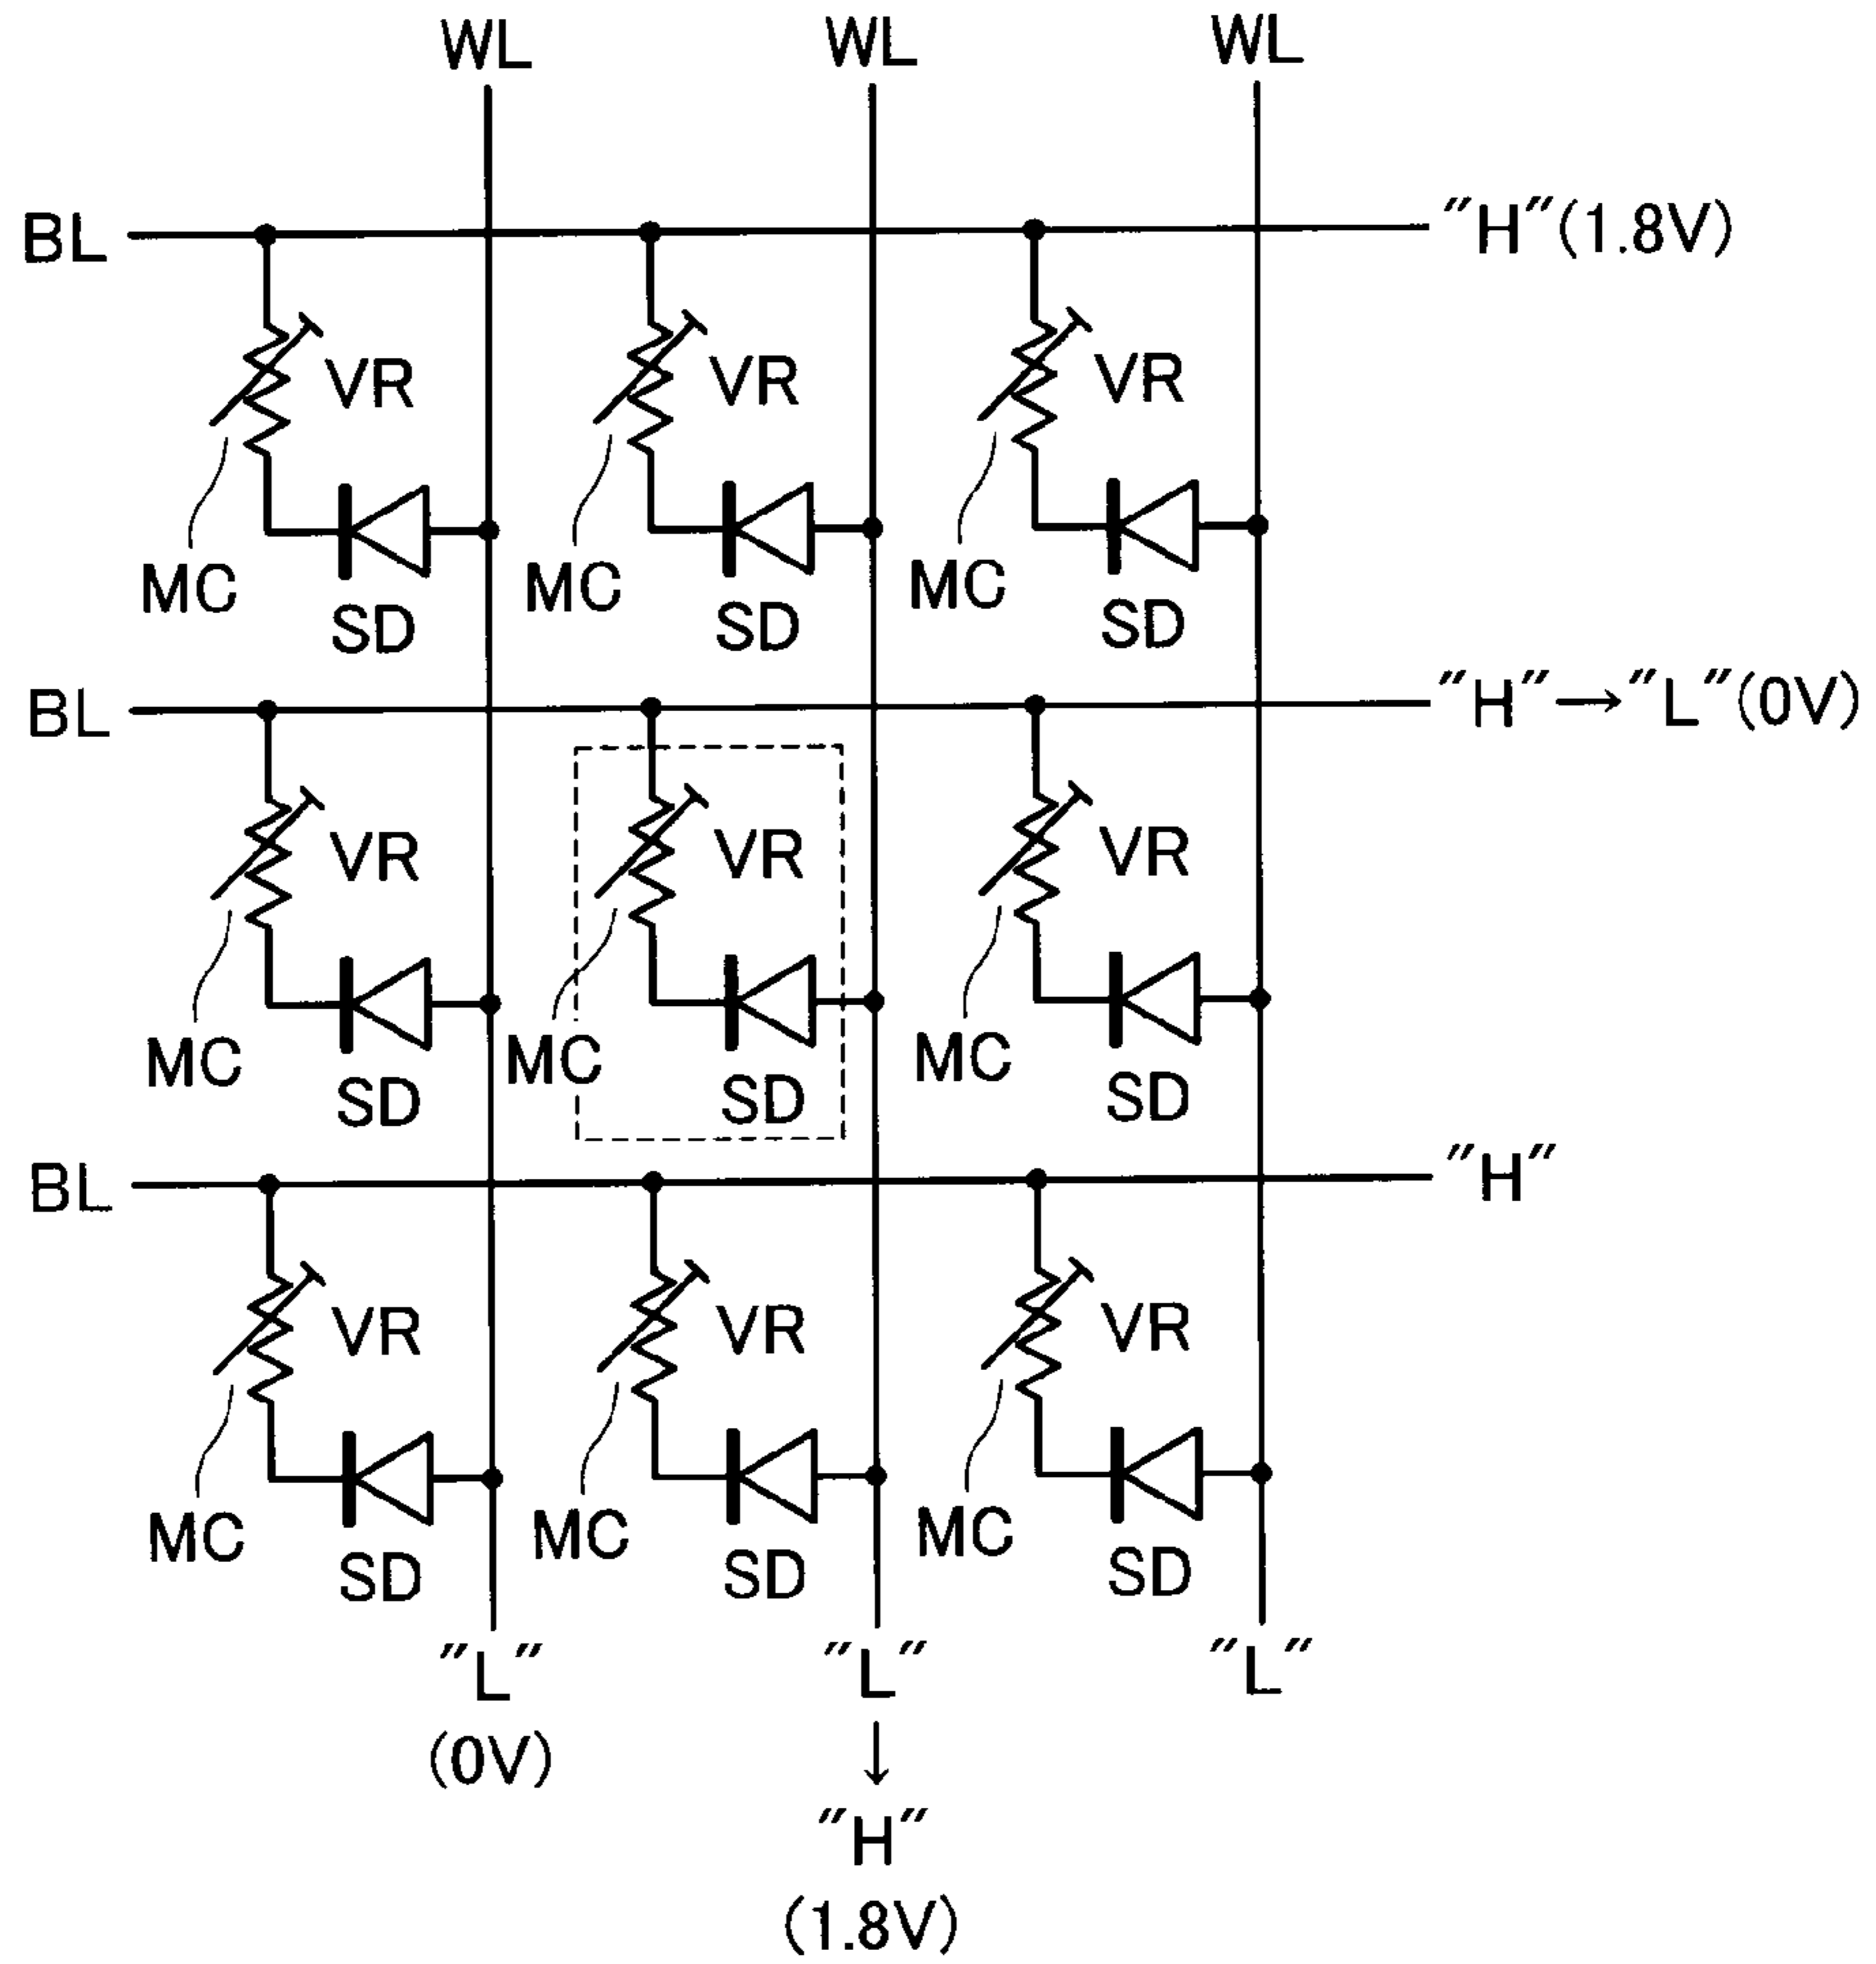 WL WL WL
BL "H"(1.8V)
VR VR VR
MC MC MC
SD SD SD
BL "H"→"L"(0V)
VR VR VR
MC MC MC
SD SD SD
BL "H"
VR VR VR
MC MC MC
SD SD SD
"L" "L" "L"
(0V) ↓
"H"
(1.8V)